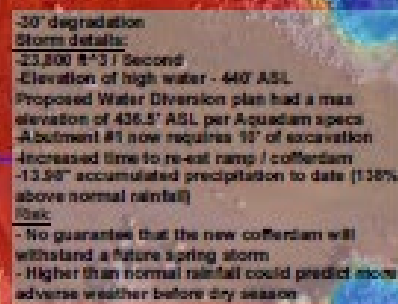 -30' degradation
Storm details:
-23,800 ft^3 / Second
-Elevation of high water - 440' ASL
Proposed Water Diversion plan had a max
elevation of 436.5' ASL per Aquadam specs
-Abutment #1 now requires 10' of excavation
-Increased time to re-est ramp / cofferdam
-13.98" accumulated precipitation to date (138%
above normal rainfall)
Risk
- No guarantee that the new cofferdam will
withstand a future spring storm
- Higher than normal rainfall could predict more
adverse weather before dry season